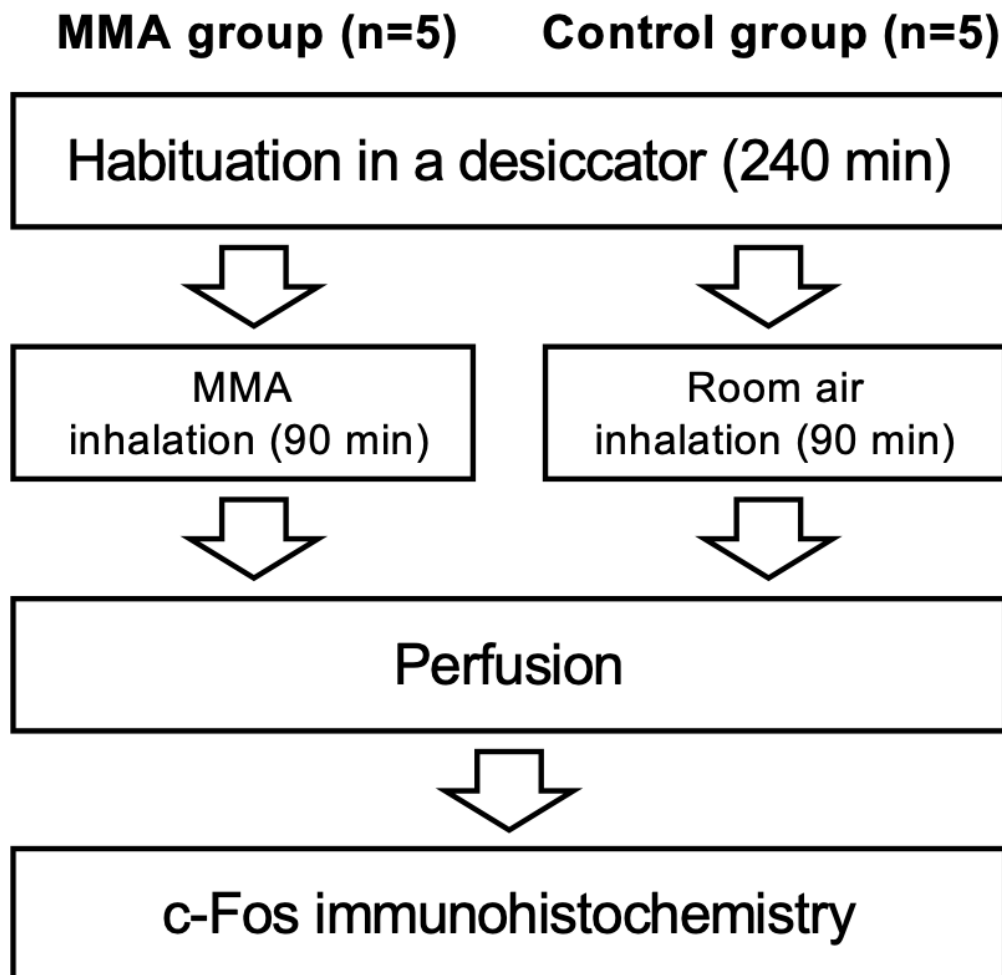 MMA group (n=5) Control group (n=5)
Habituation in a desiccator (240 min)
MMA
inhalation (90 min)
Room air
inhalation (90 min)
Perfusion
c-Fos immunohistochemistry